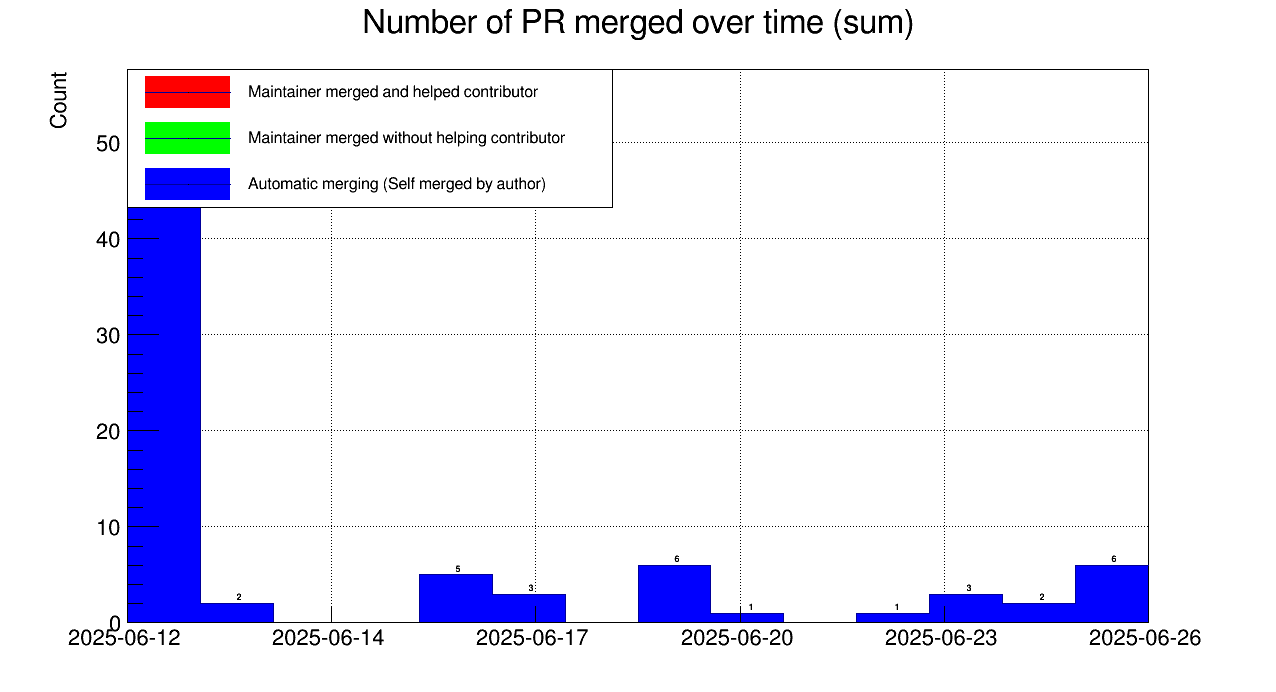 Number of PR merged over time (sum)
Count
Maintainer merged and helped contributor
Maintainer merged without helping contributor
Automatic merging (Self merged by author)
50
40
30
20
10
0
2
5
3
6
1
1
3
2
6
2025-06-12 2025-06-14 2025-06-17 2025-06-20 2025-06-23 2025-06-26